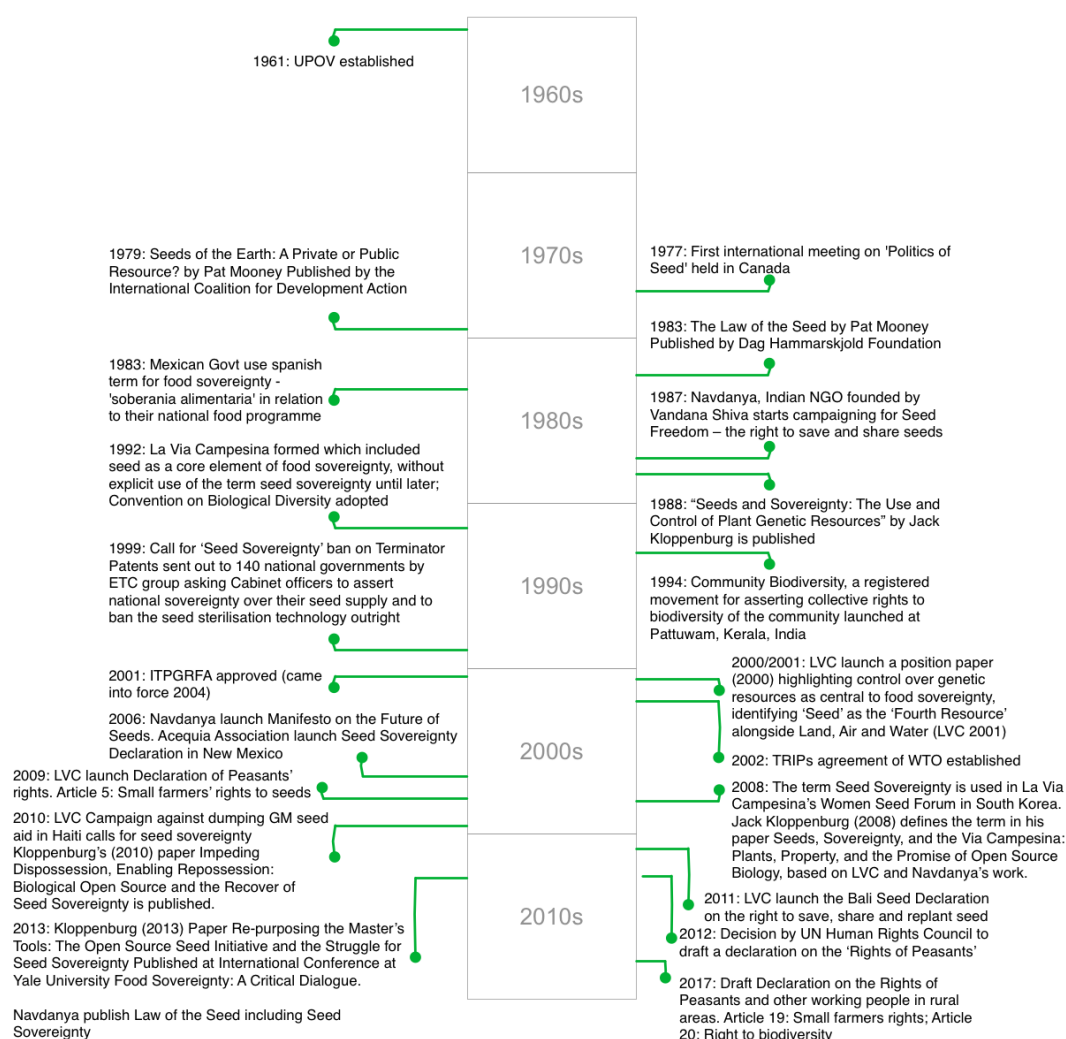 1961: UPOV established
1960s
1970s
1979: Seeds of the Earth: A Private or Public
Resource? by Pat Mooney Published by the
International Coalition for Development Action
1977: First international meeting on 'Politics of
Seed' held in Canada
1983: The Law of the Seed by Pat Mooney
Published by Dag Hammarskjold Foundation
1983: Mexican Govt use spanish
term for food sovereignty -
'soberania alimentaria' in relation
to their national food programme
1980s
1987: Navdanya, Indian NGO founded by
Vandana Shiva starts campaigning for Seed
Freedom – the right to save and share seeds
1992: La Via Campesina formed which included
seed as a core element of food sovereignty, without
explicit use of the term seed sovereignty until later;
Convention on Biological Diversity adopted
1988: “Seeds and Sovereignty: The Use and
Control of Plant Genetic Resources” by Jack
Kloppenburg is published
1999: Call for ‘Seed Sovereignty’ ban on Terminator
Patents sent out to 140 national governments by
ETC group asking Cabinet officers to assert
national sovereignty over their seed supply and to
ban the seed sterilisation technology outright
1990s
1994: Community Biodiversity, a registered
movement for asserting collective rights to
biodiversity of the community launched at
Pattuwam, Kerala, India
2001: ITPGRFA approved (came
into force 2004)
2000/2001: LVC launch a position paper
(2000) highlighting control over genetic
resources as central to food sovereignty,
identifying ‘Seed’ as the ‘Fourth Resource’
alongside Land, Air and Water (LVC 2001)
2006: Navdanya launch Manifesto on the Future of
Seeds. Acequia Association launch Seed Sovereignty
Declaration in New Mexico
2000s
2002: TRIPs agreement of WTO established
2009: LVC launch Declaration of Peasants’
rights. Article 5: Small farmers’ rights to seeds
2008: The term Seed Sovereignty is used in La Via
Campesina’s Women Seed Forum in South Korea.
Jack Kloppenburg (2008) defines the term in his
paper Seeds, Sovereignty, and the Via Campesina:
Plants, Property, and the Promise of Open Source
Biology, based on LVC and Navdanya’s work.
2010: LVC Campaign against dumping GM seed
aid in Haiti calls for seed sovereignty
Kloppenburg’s (2010) paper Impeding
Dispossession, Enabling Repossession:
Biological Open Source and the Recover of
Seed Sovereignty is published.
2010s
2011: LVC launch the Bali Seed Declaration
on the right to save, share and replant seed
2012: Decision by UN Human Rights Council to
draft a declaration on the ‘Rights of Peasants’
2013: Kloppenburg (2013) Paper Re-purposing the Master’s
Tools: The Open Source Seed Initiative and the Struggle for
Seed Sovereignty Published at International Conference at
Yale University Food Sovereignty: A Critical Dialogue.
2017: Draft Declaration on the Rights of
Peasants and other working people in rural
areas. Article 19: Small farmers rights; Article
20: Right to biodiversity
Navdanya publish Law of the Seed including Seed
Sovereignty